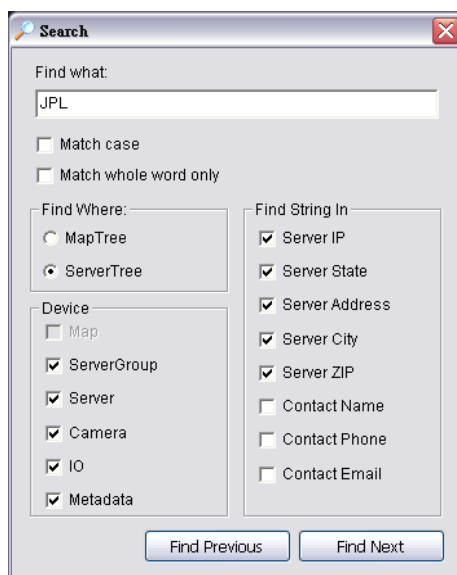 Search
Find what:
JPL
Match case
Match whole word only
Find Where:
MapTree
ServerTree
Device
Map
ServerGroup
Server
Camera
IO
Metadata
Find String In
Server IP
Server State
Server Address
Server City
Server ZIP
Contact Name
Contact Phone
Contact Email
Find Previous
Find Next